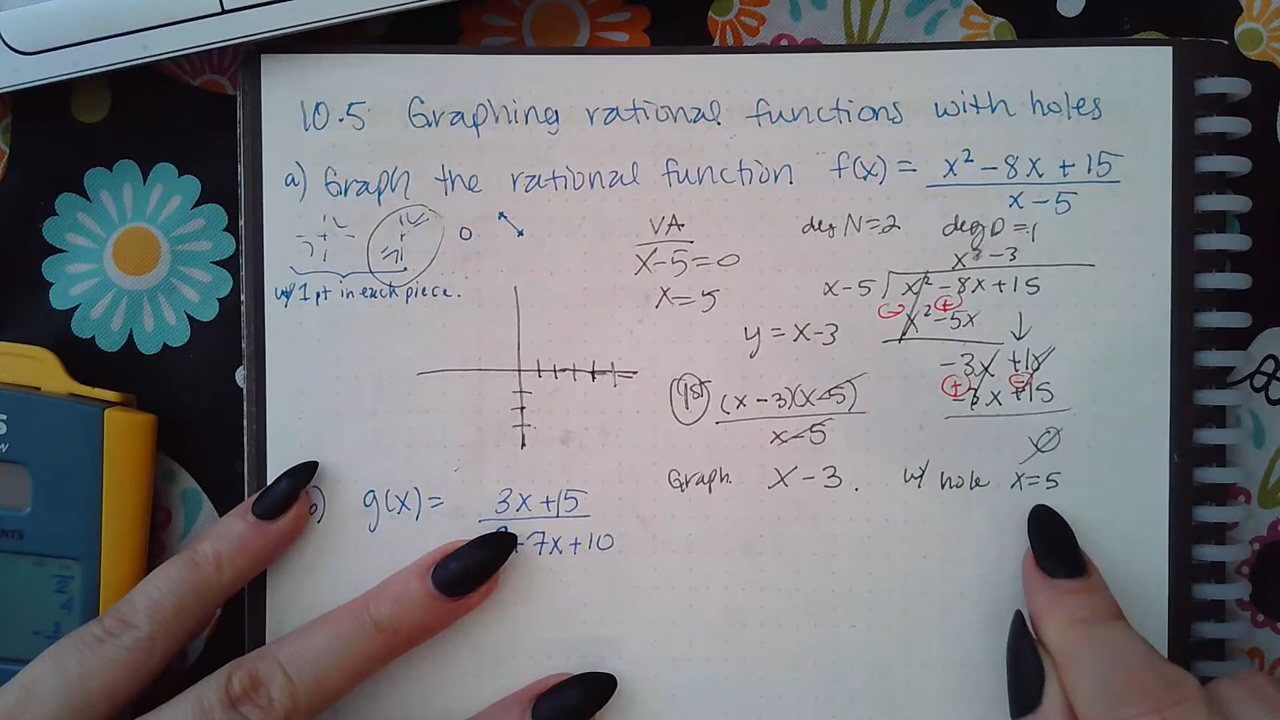 10.5 Graphing rational functions with holes
a) Graph the rational function f(x) = x² - 8x + 15 / x - 5
w/ 1 pt in each piece.
VA
x-5=0
x=5
deg N=2 deg D=1
x - 3
x-5 ) x² - 8x + 15
x² - 5x
y = x-3
-3x + 15
x + 15
0
1st (x-3)(x-5) / x-5
Graph x-3. w/ hole x=5
) g(x) = 3x+15 / +7x+10